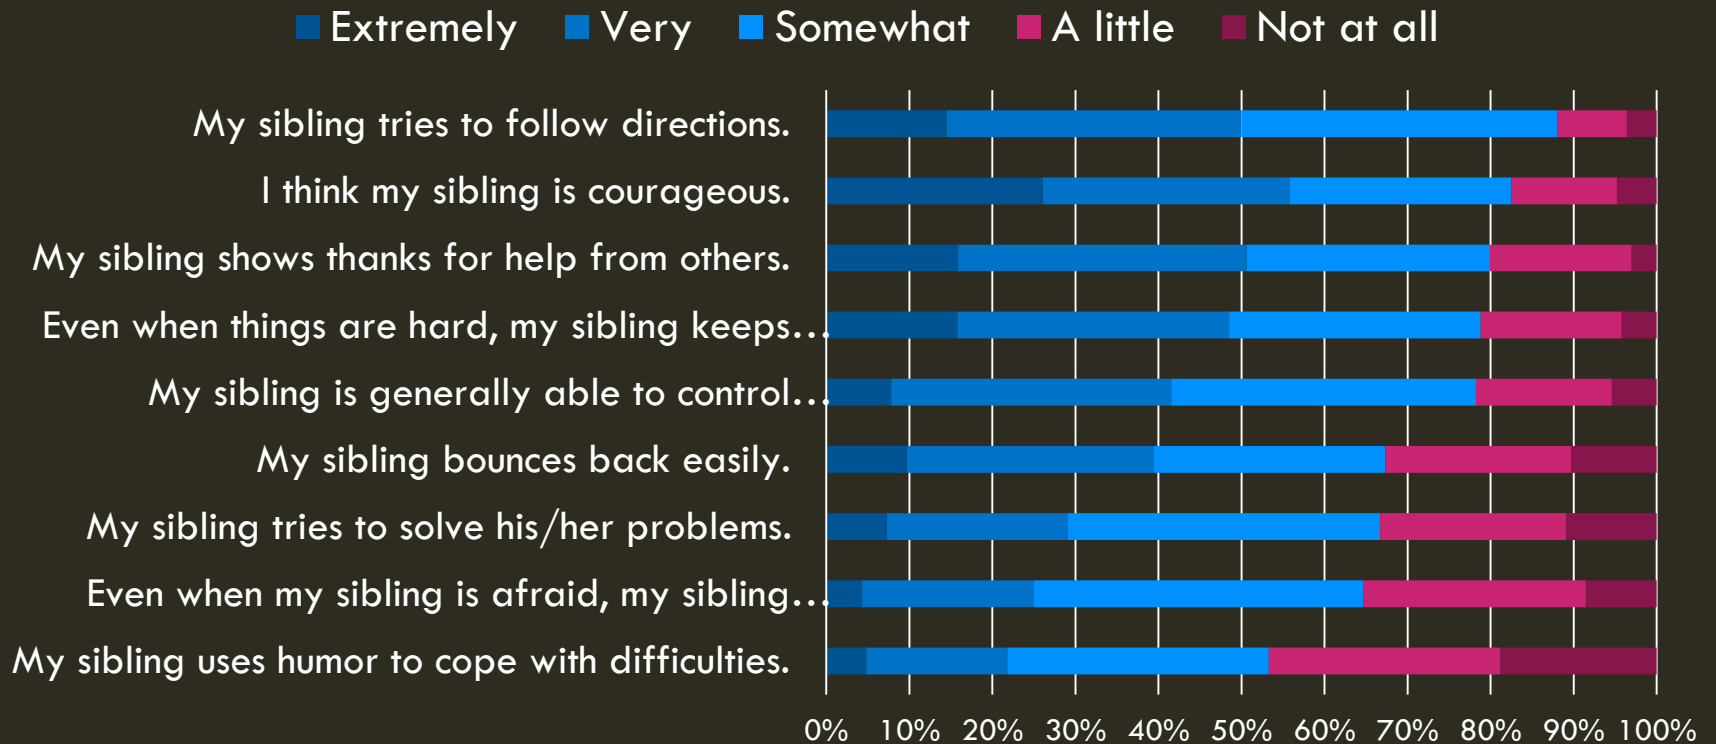 Extremely Very Somewhat A little Not at all
My sibling tries to follow directions.
I think my sibling is courageous.
My sibling shows thanks for help from others.
Even when things are hard, my sibling keeps…
My sibling is generally able to control…
My sibling bounces back easily.
My sibling tries to solve his/her problems.
Even when my sibling is afraid, my sibling…
My sibling uses humor to cope with difficulties.
0% 10% 20% 30% 40% 50% 60% 70% 80% 90% 100%